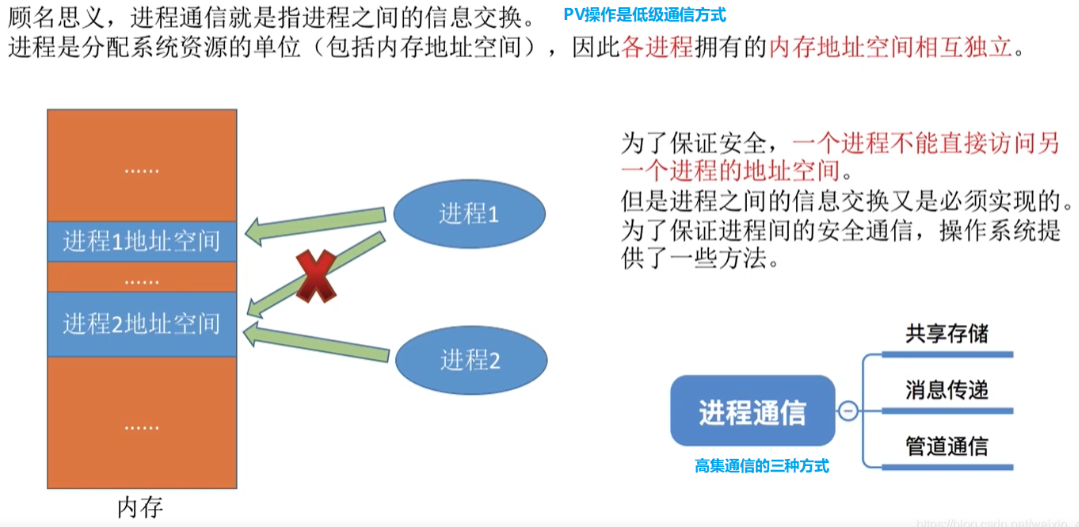 顾名思义，进程通信就是指进程之间的信息交换。 PV操作是低级通信方式
进程是分配系统资源的单位（包括内存地址空间），因此各进程拥有的内存地址空间相互独立。
……
进程1地址空间
……
进程2地址空间
……
内存
进程1
进程2
为了保证安全，一个进程不能直接访问另
一个进程的地址空间。
但是进程之间的信息交换又是必须实现的。
为了保证进程间的安全通信，操作系统提
供了一些方法。
进程通信
共享存储
消息传递
管道通信
高集通信的三种方式